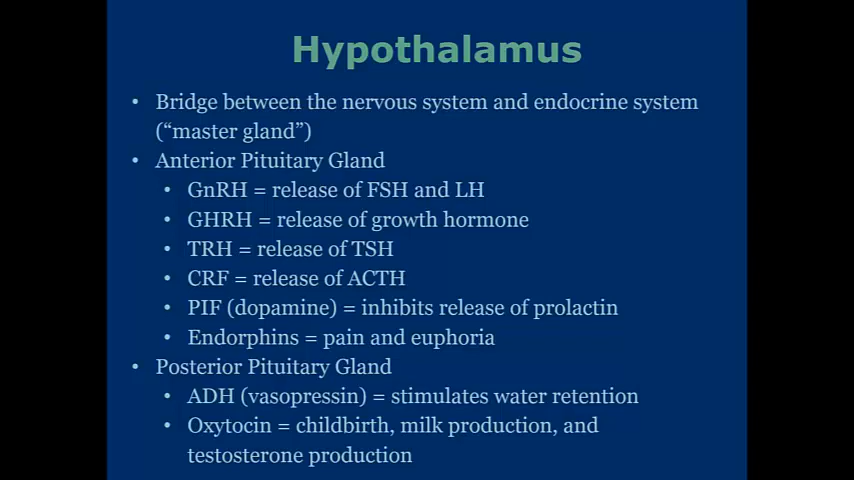 Hypothalamus
• Bridge between the nervous system and endocrine system
(“master gland”)
• Anterior Pituitary Gland
• GnRH = release of FSH and LH
• GHRH = release of growth hormone
• TRH = release of TSH
• CRF = release of ACTH
• PIF (dopamine) = inhibits release of prolactin
• Endorphins = pain and euphoria
• Posterior Pituitary Gland
• ADH (vasopressin) = stimulates water retention
• Oxytocin = childbirth, milk production, and
testosterone production